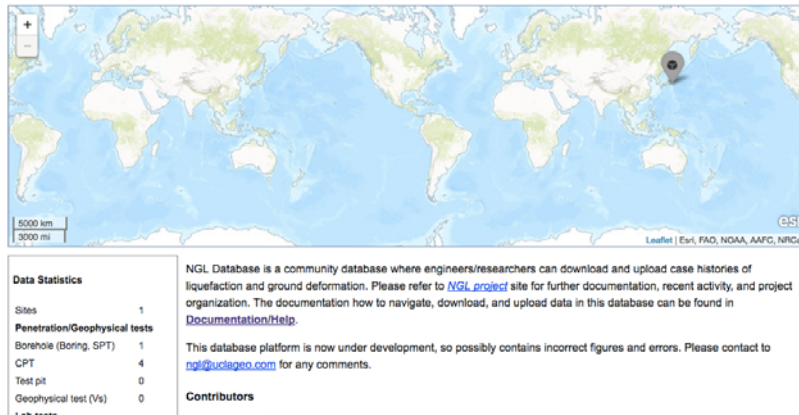 +
−
5000 km
3000 mi
Leaflet | Esri, FAO, NOAA, AAFC, NRCa
Data Statistics
Sites 1
Penetration/Geophysical tests
Borehole (Boring, SPT) 1
CPT 4
Test pit 0
Geophysical test (Vs) 0
NGL Database is a community database where engineers/researchers can download and upload case histories of
liquefaction and ground deformation. Please refer to NGL project site for further documentation, recent activity, and project
organization. The documentation how to navigate, download, and upload data in this database can be found in
Documentation/Help.
This database platform is now under development, so possibly contains incorrect figures and errors. Please contact to
ngl@uclageo.com for any comments.
Contributors